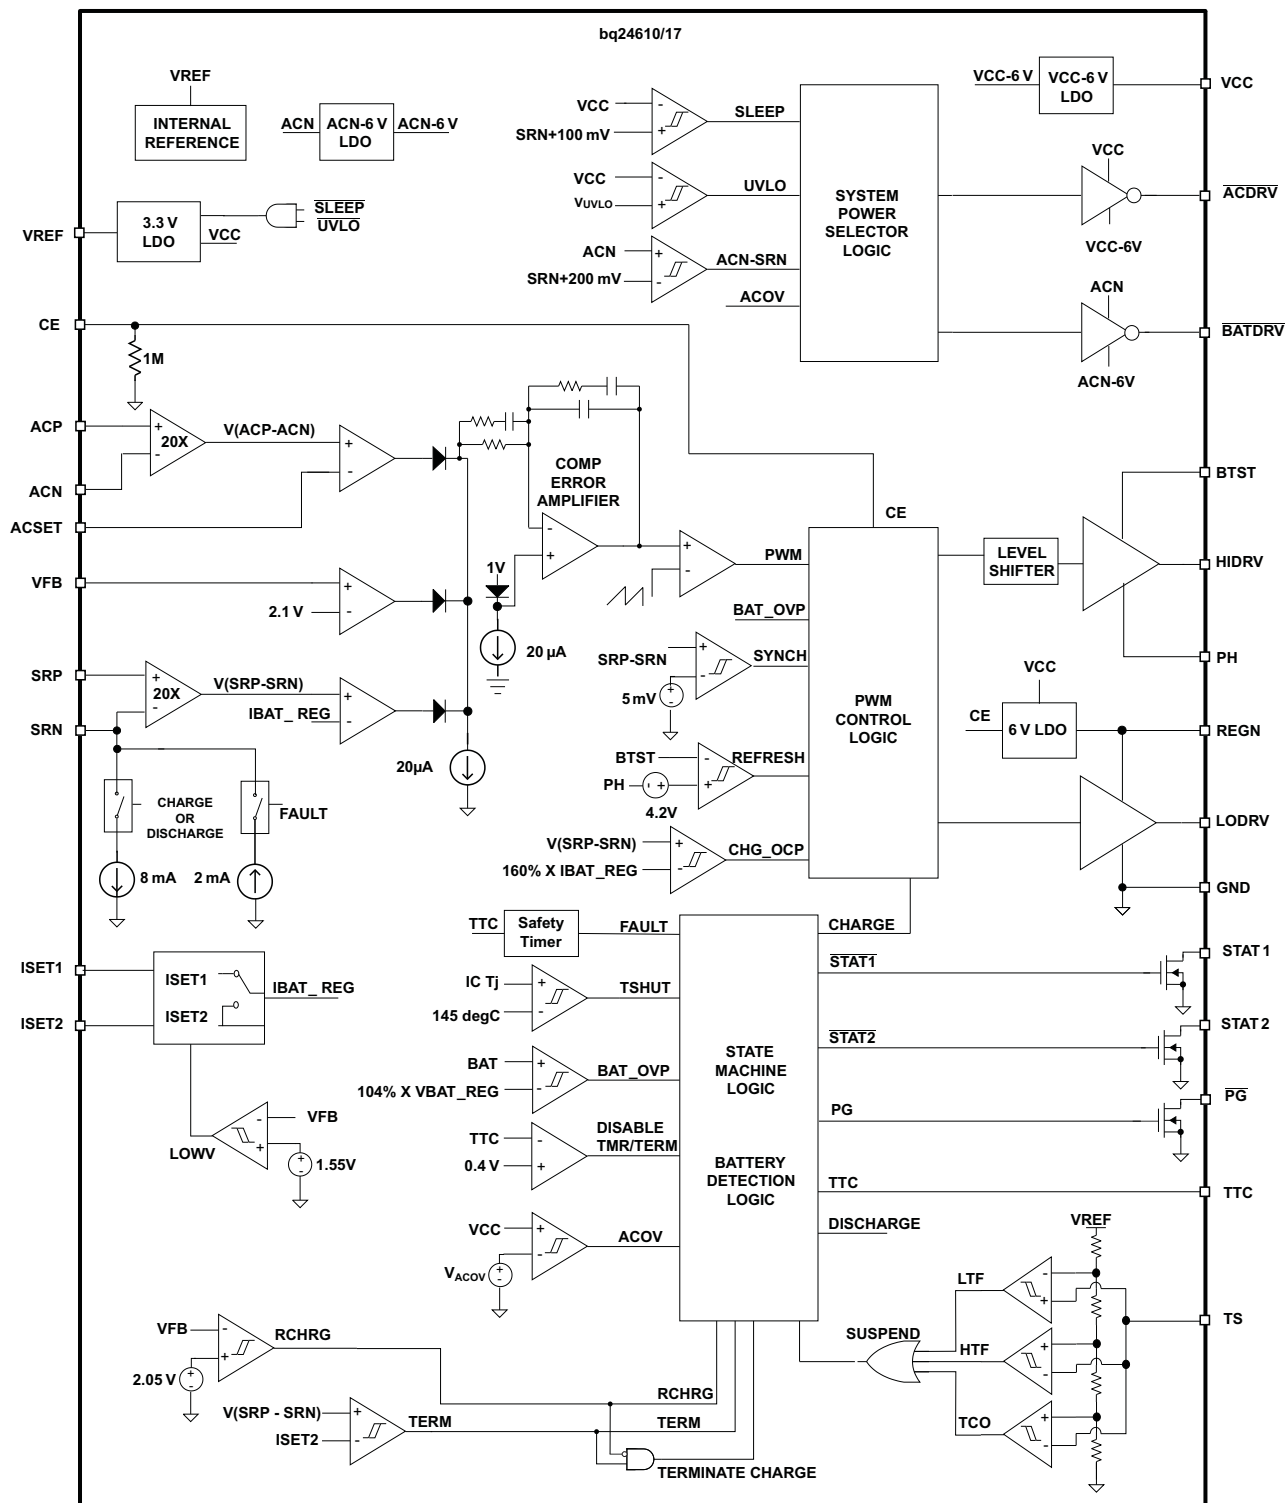 bq24610/17
VREF
INTERNAL
REFERENCE
ACN
ACN-6 V
LDO
ACN-6 V
VCC
SRN+100 mV
SLEEP
VCC
VUVLO
UVLO
ACN
SRN+200 mV
ACN-SRN
ACOV
SYSTEM
POWER
SELECTOR
LOGIC
VCC-6 V
VCC-6 V
LDO
VCC
VCC
VCC-6V
ACDRV
ACN
ACN-6V
BATDRV
VREF
3.3 V
LDO
VCC
SLEEP
UVLO
CE
1M
ACP
ACN
+
-
20X
V(ACP-ACN)
ACSET
COMP
ERROR
AMPLIFIER
VFB
2.1 V
1V
20 µA
PWM
CE
BAT_OVP
SRP-SRN
5 mV
SYNCH
BTST
PH
4.2V
REFRESH
V(SRP-SRN)
160% X IBAT_REG
CHG_OCP
PWM
CONTROL
LOGIC
LEVEL
SHIFTER
BTST
HIDRV
PH
VCC
CE
6 V LDO
REGN
LODRV
GND
SRP
SRN
20X
V(SRP-SRN)
IBAT_ REG
20µA
CHARGE
OR
DISCHARGE
FAULT
8 mA
2 mA
ISET1
ISET2
ISET1
ISET2
IBAT_ REG
LOWV
VFB
1.55V
TTC
Safety
Timer
FAULT
IC Tj
145 degC
TSHUT
BAT
104% X VBAT_REG
BAT_OVP
TTC
0.4 V
DISABLE
TMR/TERM
VCC
VACOV
ACOV
STATE
MACHINE
LOGIC
BATTERY
DETECTION
LOGIC
CHARGE
STAT1
STAT 1
STAT2
STAT 2
PG
PG
TTC
TTC
DISCHARGE
VREF
LTF
HTF
TCO
SUSPEND
TS
VFB
2.05 V
RCHRG
RCHRG
V(SRP - SRN)
ISET2
TERM
TERM
TERMINATE CHARGE